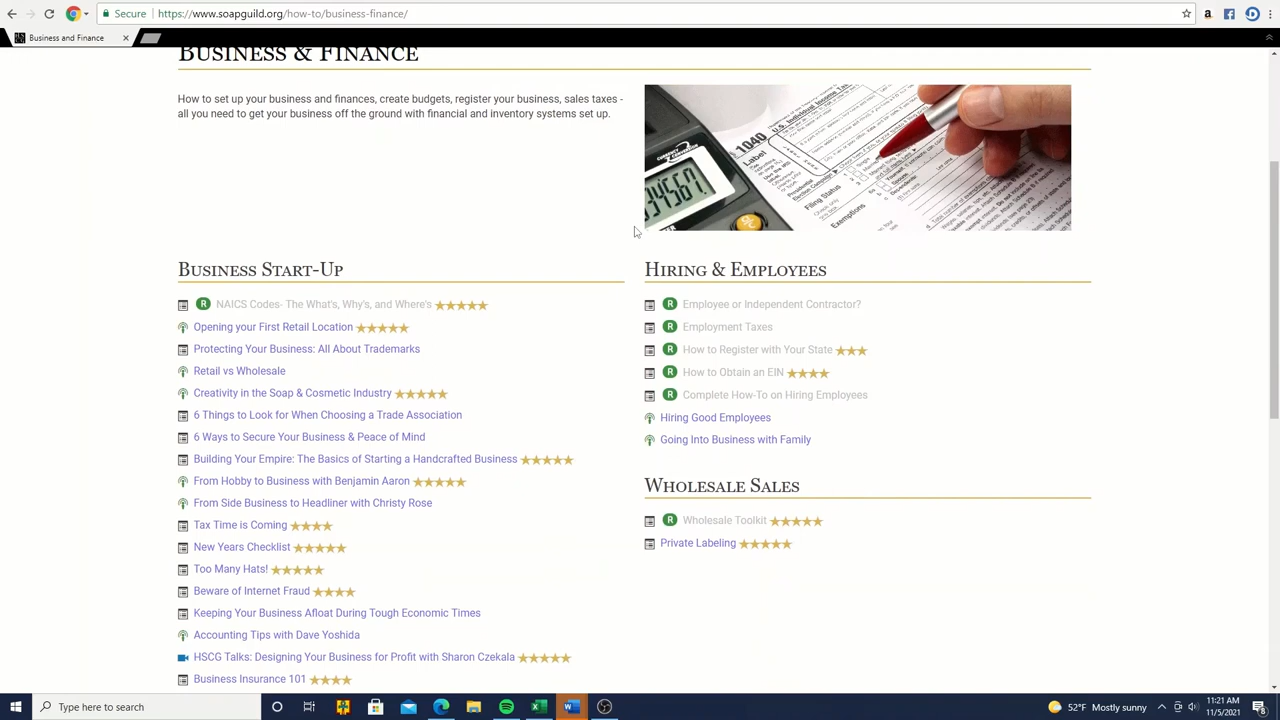 Secure
https://www.soapguild.org/how-to/business-finance/
Business and Finance
Business & Finance
How to set up your business and finances, create budgets, register your business, sales taxes -
all you need to get your business off the ground with financial and inventory systems set up.
1040
U.S. Individual Income Tax
Label
Filing Status
Exemptions
Business Start-Up
R NAICS Codes- The What's, Why's, and Where's
Opening your First Retail Location
Protecting Your Business: All About Trademarks
Retail vs Wholesale
Creativity in the Soap & Cosmetic Industry
6 Things to Look for When Choosing a Trade Association
6 Ways to Secure Your Business & Peace of Mind
Building Your Empire: The Basics of Starting a Handcrafted Business
From Hobby to Business with Benjamin Aaron
From Side Business to Headliner with Christy Rose
Tax Time is Coming
New Years Checklist
Too Many Hats!
Beware of Internet Fraud
Keeping Your Business Afloat During Tough Economic Times
Accounting Tips with Dave Yoshida
HSCG Talks: Designing Your Business for Profit with Sharon Czekala
Business Insurance 101
Hiring & Employees
R Employee or Independent Contractor?
R Employment Taxes
R How to Register with Your State
R How to Obtain an EIN
R Complete How-To on Hiring Employees
Hiring Good Employees
Going Into Business with Family
Wholesale Sales
R Wholesale Toolkit
Private Labeling
Type here to search
52°F Mostly sunny
11:21 AM
11/5/2021
8